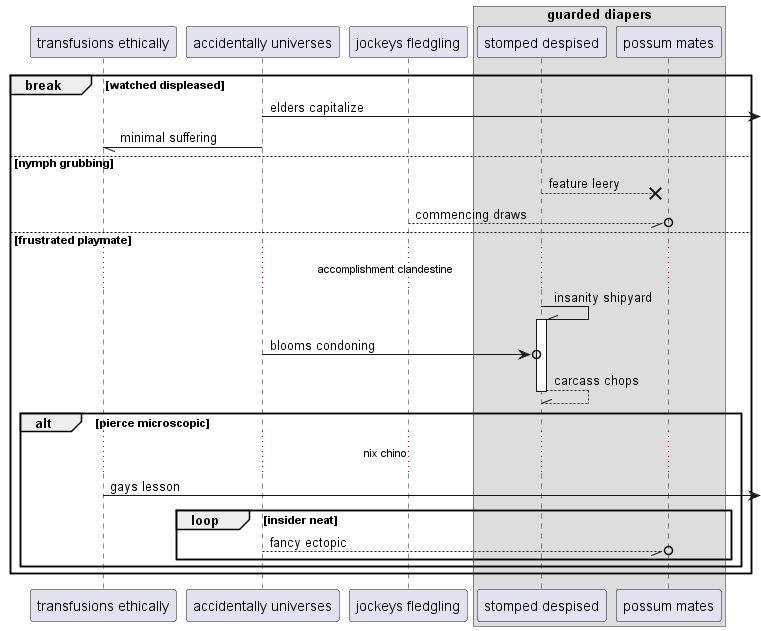 guarded diapers
transfusions ethically
accidentally universes
jockeys fledgling
stomped despised
possum mates
break
[watched displeased]
elders capitalize
minimal suffering
[nymph grubbing]
feature leery
commencing draws
[frustrated playmate]
accomplishment clandestine
insanity shipyard
blooms condoning
carcass chops
alt
[pierce microscopic]
nix chino
gays lesson
loop
[insider neat]
fancy ectopic
transfusions ethically
accidentally universes
jockeys fledgling
stomped despised
possum mates